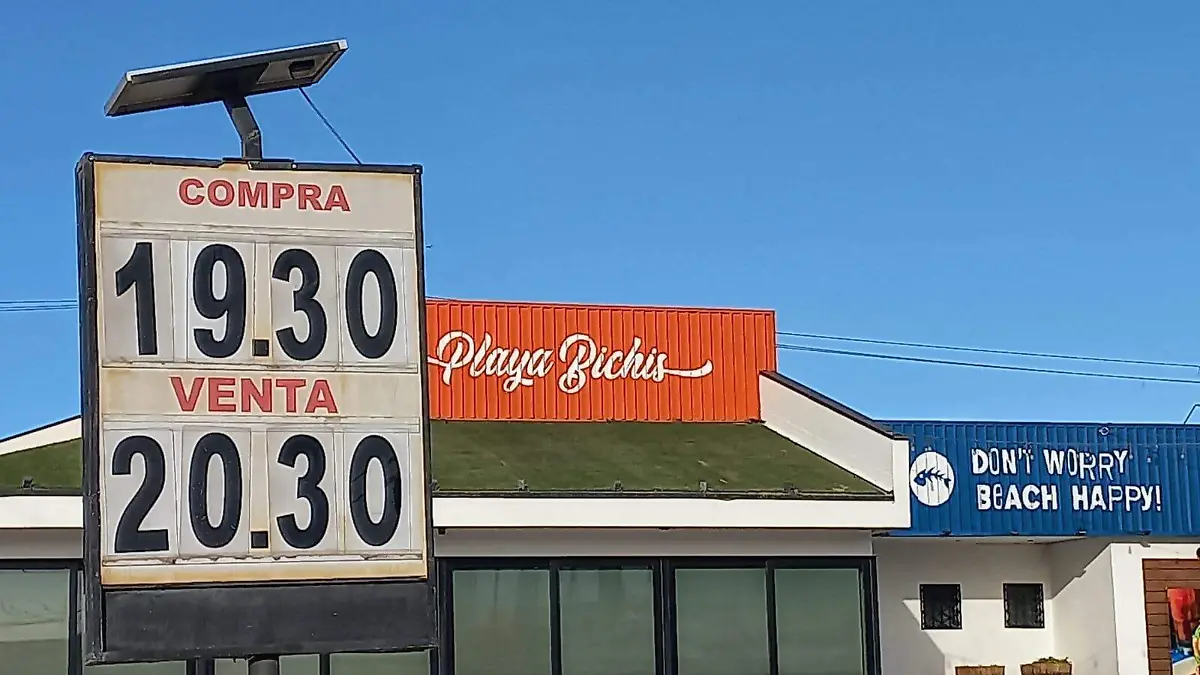 COMPRA
19.30
VENTA
20.30
Playa Bichis
DON'T WORRY
BEACH HAPPY!